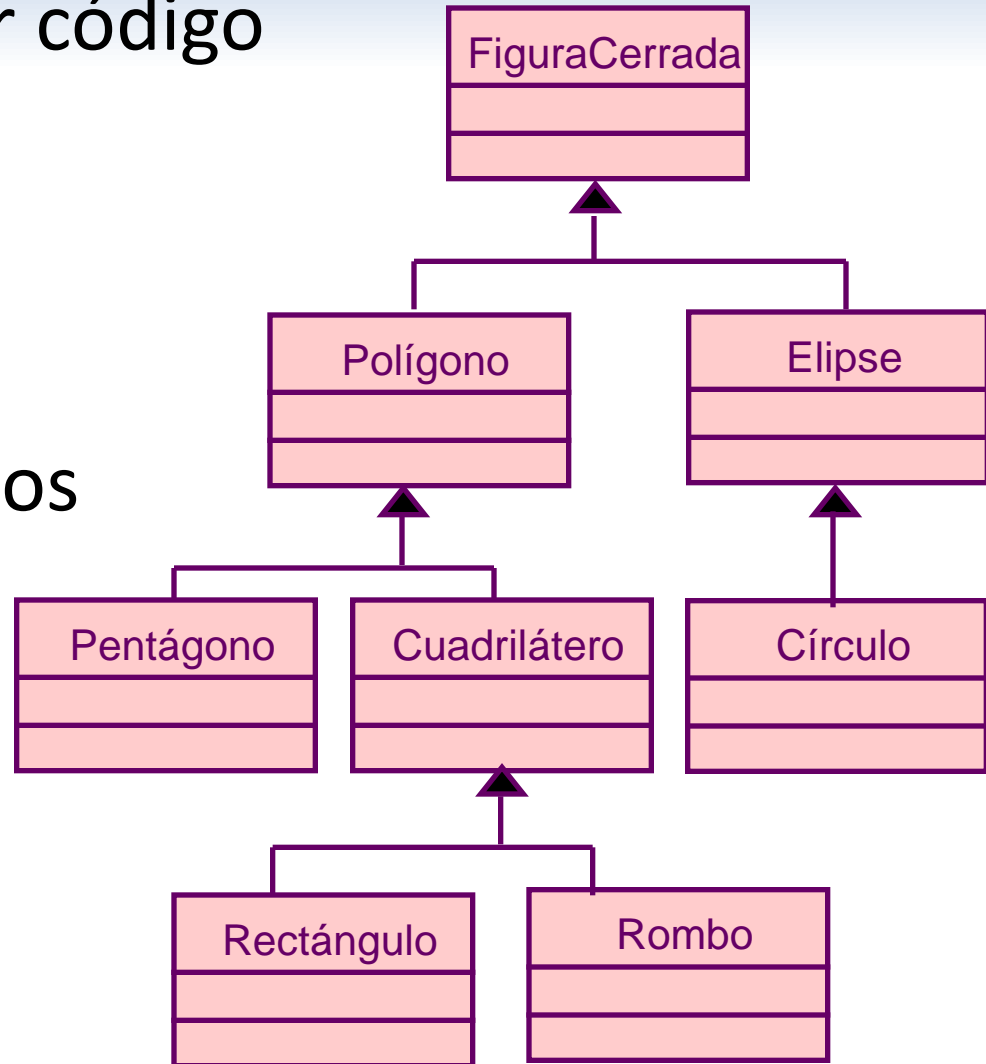 r código
FiguraCerrada
Polígono
Elipse
os
Pentágono
Cuadrilátero
Círculo
Rectángulo
Rombo